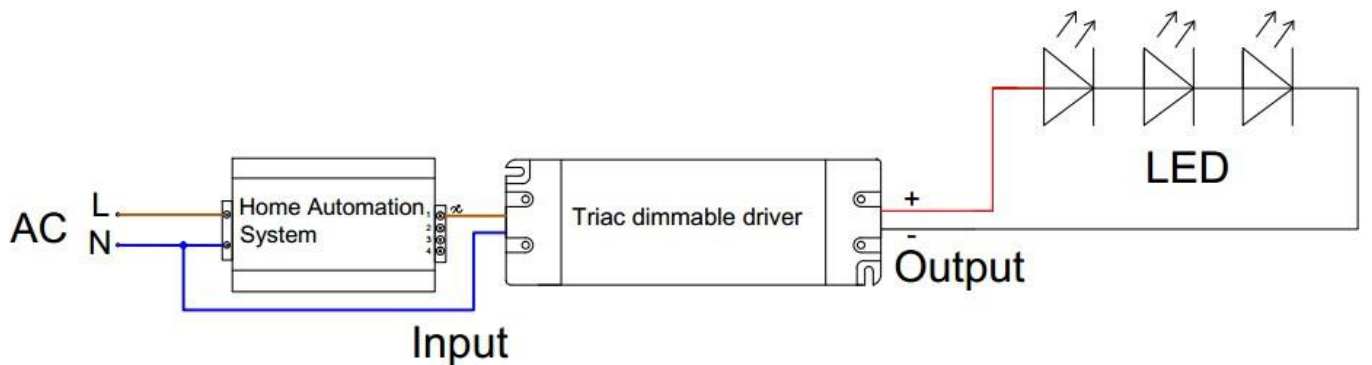 AC
L
N
Home Automation
System
1
2
3
4
Input
Triac dimmable driver
+
-
Output
LED